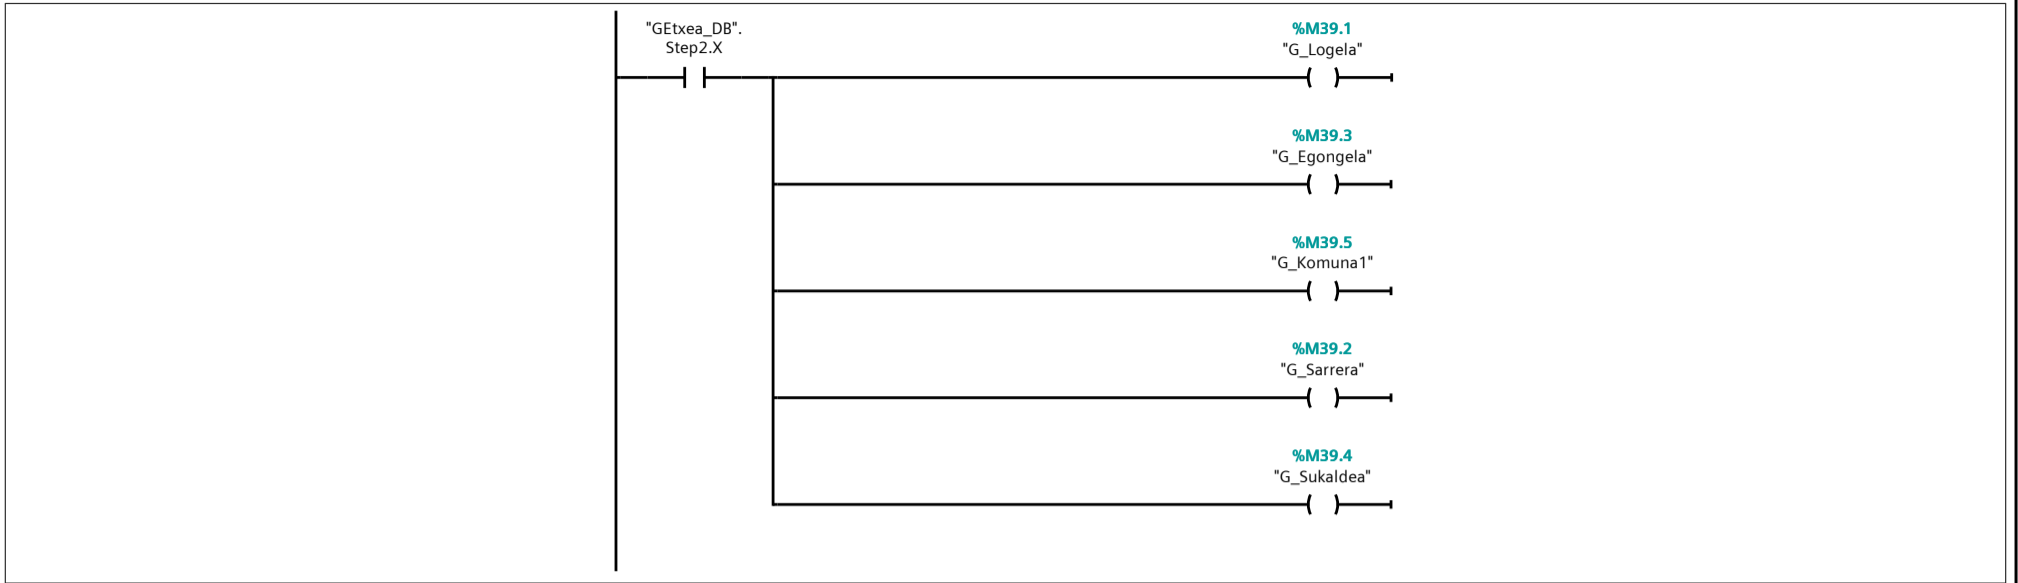 "GEtxea_DB".
Step2.X
%M39.1
"G_Logela"
%M39.3
"G_Egongela"
%M39.5
"G_Komuna1"
%M39.2
"G_Sarrera"
%M39.4
"G_Sukaldea"